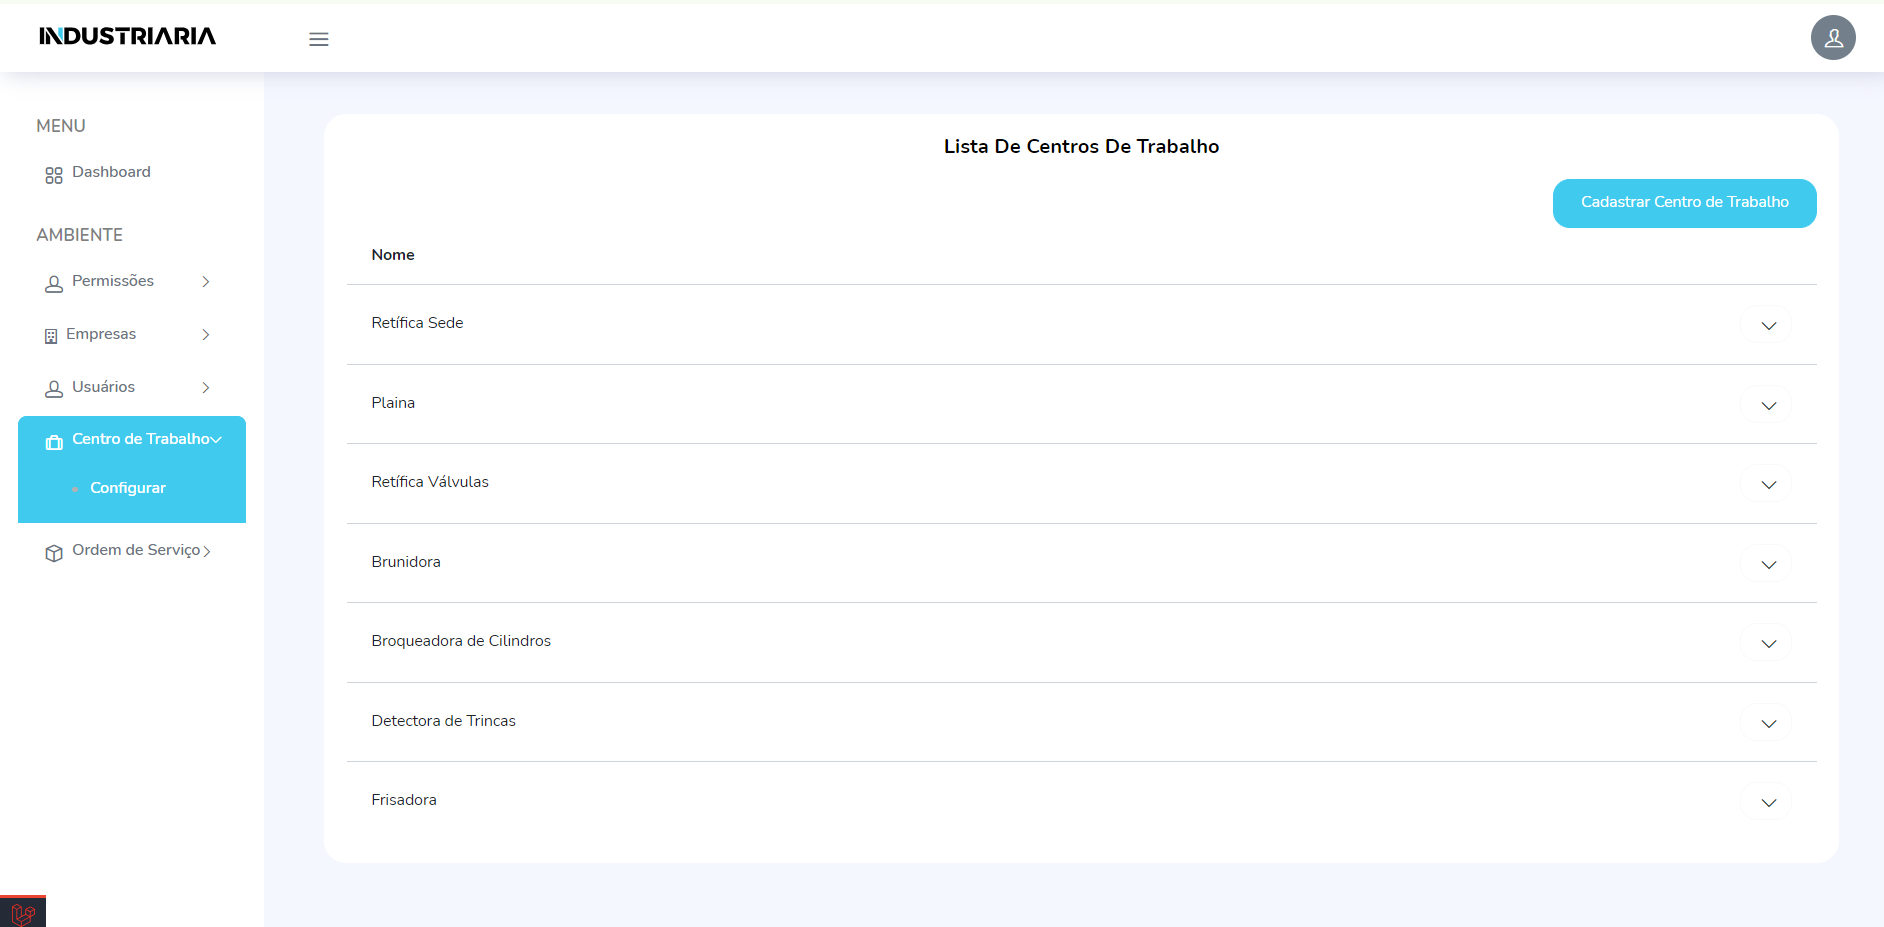 INDUSTRIARIA
MENU
Dashboard
AMBIENTE
Permissões
Empresas
Usuários
Centro de Trabalho
Configurar
Ordem de Serviço
Lista De Centros De Trabalho
Cadastrar Centro de Trabalho
Nome
Retífica Sede
Plaina
Retífica Válvulas
Brunidora
Broqueadora de Cilindros
Detectora de Trincas
Frisadora